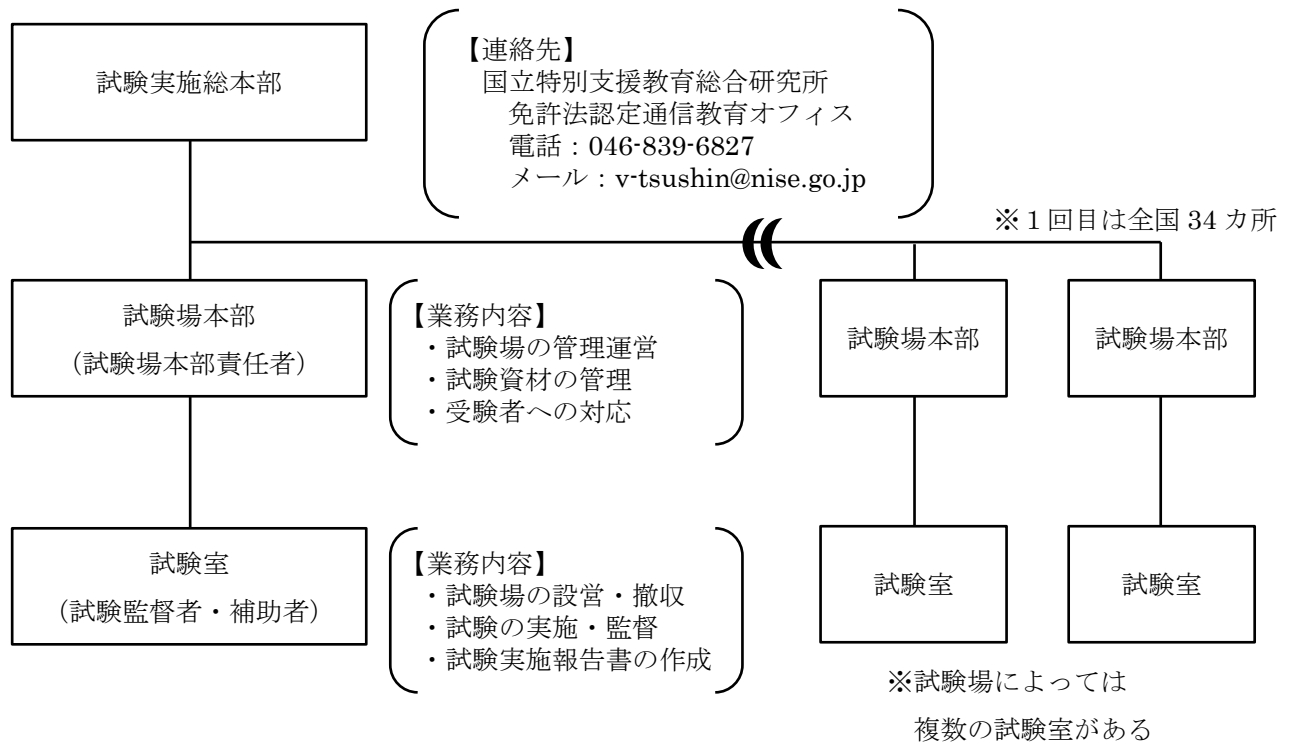 試験実施総本部
【連絡先】
国立特別支援教育総合研究所
免許法認定通信教育オフィス
電話：046-839-6827
メール：v-tsushin@nise.go.jp
※１回目は全国 34 カ所
試験場本部
（試験場本部責任者）
【業務内容】
・試験場の管理運営
・試験資材の管理
・受験者への対応
試験場本部
試験場本部
試験室
（試験監督者・補助者）
【業務内容】
・試験場の設営・撤収
・試験の実施・監督
・試験実施報告書の作成
試験室
試験室
※試験場によっては
複数の試験室がある